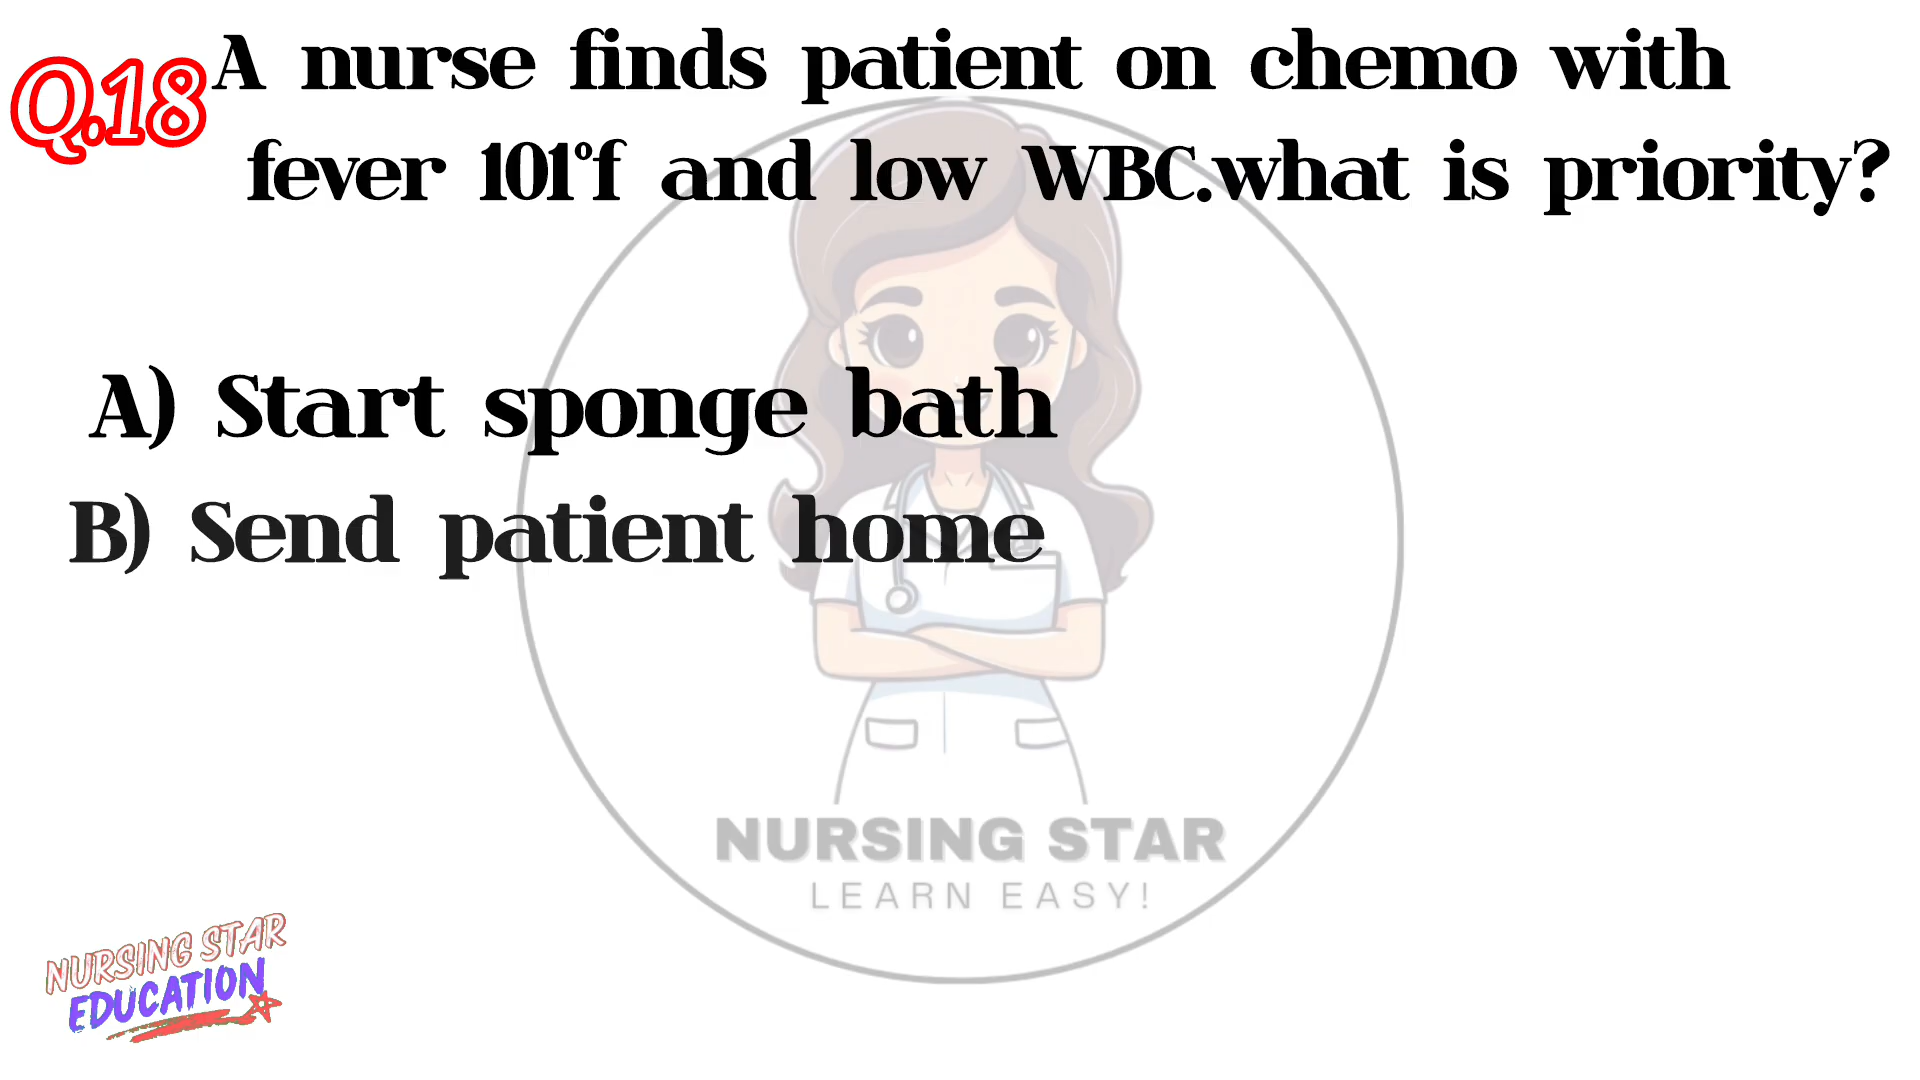 Q.18 A nurse finds patient on chemo with
fever 101°f and low WBC.what is priority?
A) Start sponge bath
B) Send patient home
NURSING STAR
LEARN EASY!
NURSING STAR
EDUCATION